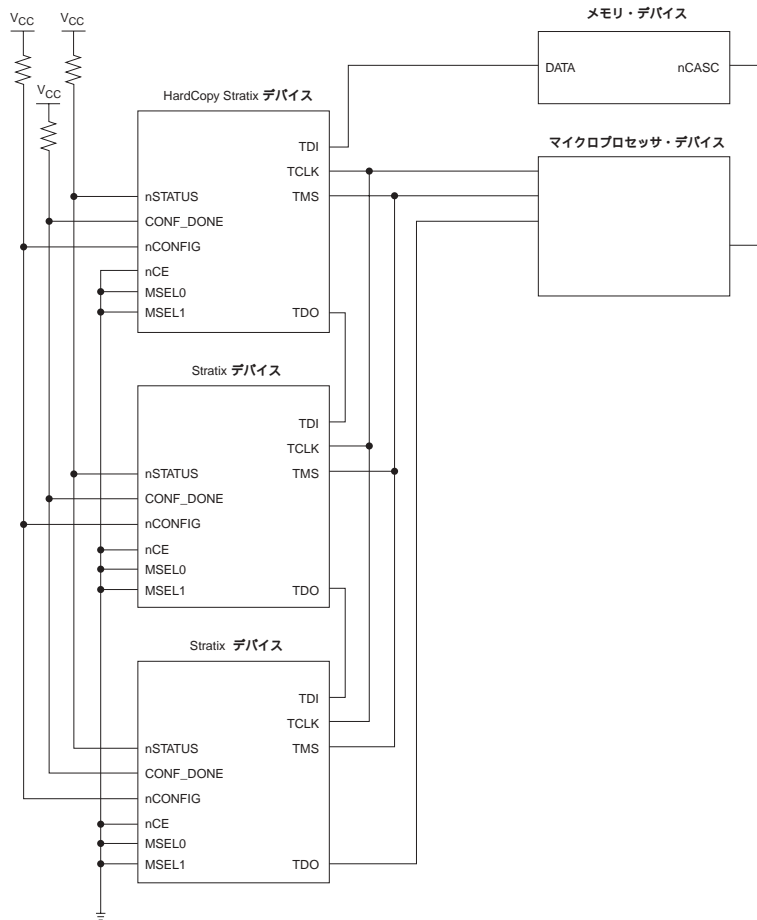 VCC
VCC
VCC
メモリ・デバイス
DATA
nCASC
HardCopy Stratix デバイス
TDI
TCLK
TMS
nSTATUS
CONF_DONE
nCONFIG
nCE
MSEL0
MSEL1
TDO
マイクロプロセッサ・デバイス
Stratix デバイス
TDI
TCLK
TMS
nSTATUS
CONF_DONE
nCONFIG
nCE
MSEL0
MSEL1
TDO
Stratix デバイス
TDI
TCLK
TMS
nSTATUS
CONF_DONE
nCONFIG
nCE
MSEL0
MSEL1
TDO